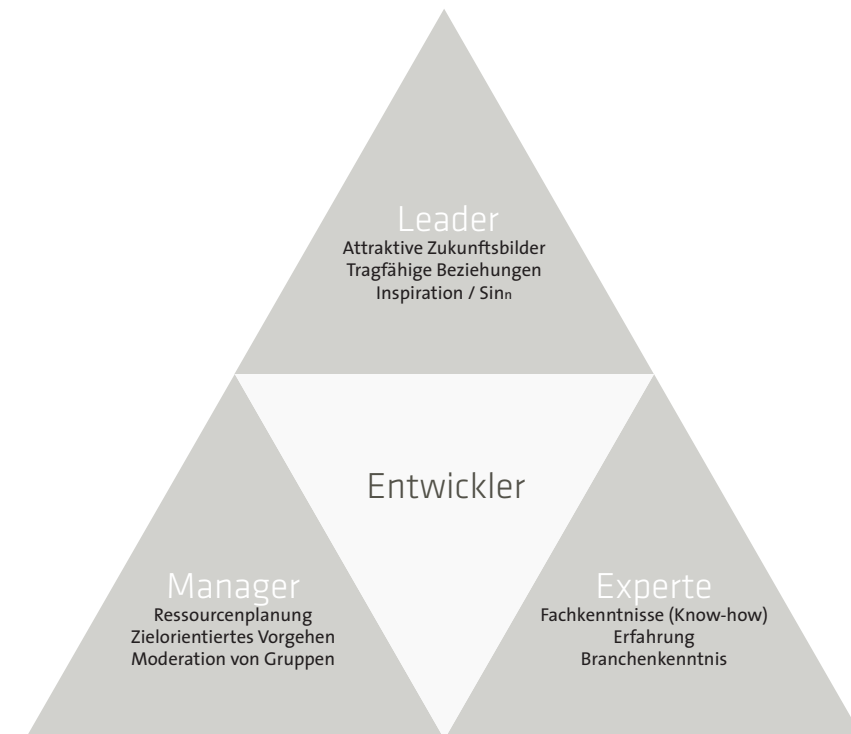 Leader
Attraktive Zukunftsbilder
Tragfähige Beziehungen
Inspiration / Sinn
Entwickler
Manager
Ressourcenplanung
Zielorientiertes Vorgehen
Moderation von Gruppen
Experte
Fachkenntnisse (Know-how)
Erfahrung
Branchenkenntnis